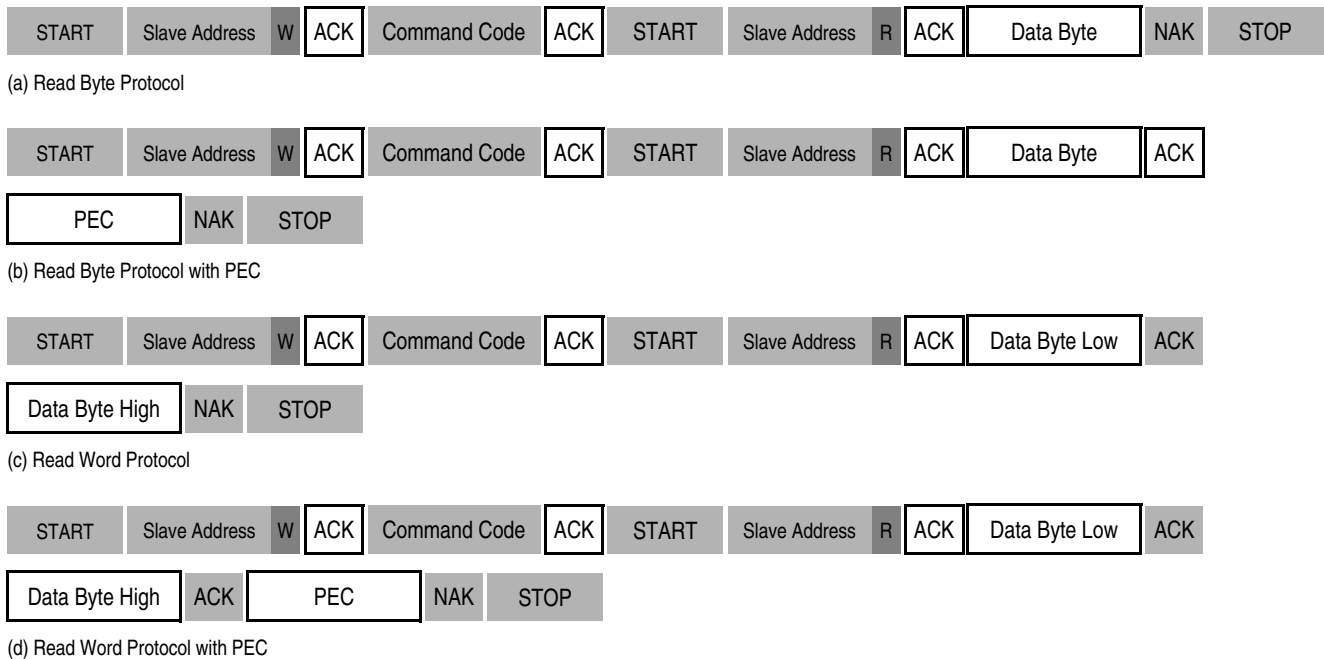 START Slave Address W ACK Command Code ACK START Slave Address R ACK Data Byte NAK STOP
(a) Read Byte Protocol
START Slave Address W ACK Command Code ACK START Slave Address R ACK Data Byte ACK
PEC NAK STOP
(b) Read Byte Protocol with PEC
START Slave Address W ACK Command Code ACK START Slave Address R ACK Data Byte Low ACK
Data Byte High NAK STOP
(c) Read Word Protocol
START Slave Address W ACK Command Code ACK START Slave Address R ACK Data Byte Low ACK
Data Byte High ACK PEC NAK STOP
(d) Read Word Protocol with PEC